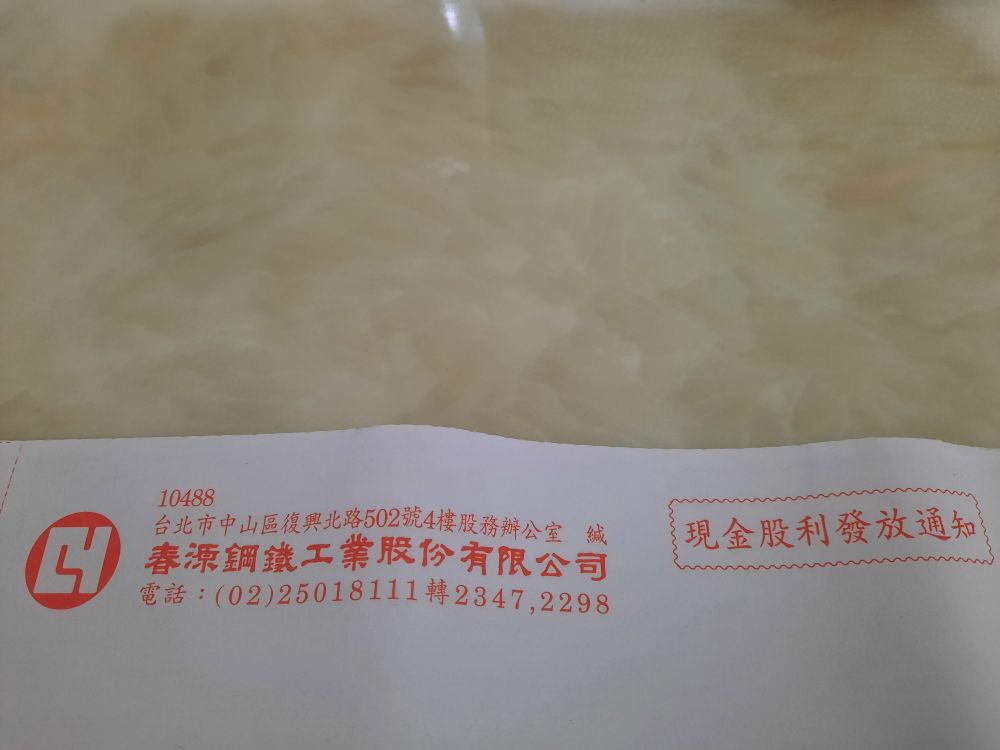 10488
台北市中山區復興北路502號4樓股務辦公室 緘
春源鋼鐵工業股份有限公司
電話：(02)25018111轉2347,2298
現金股利發放通知